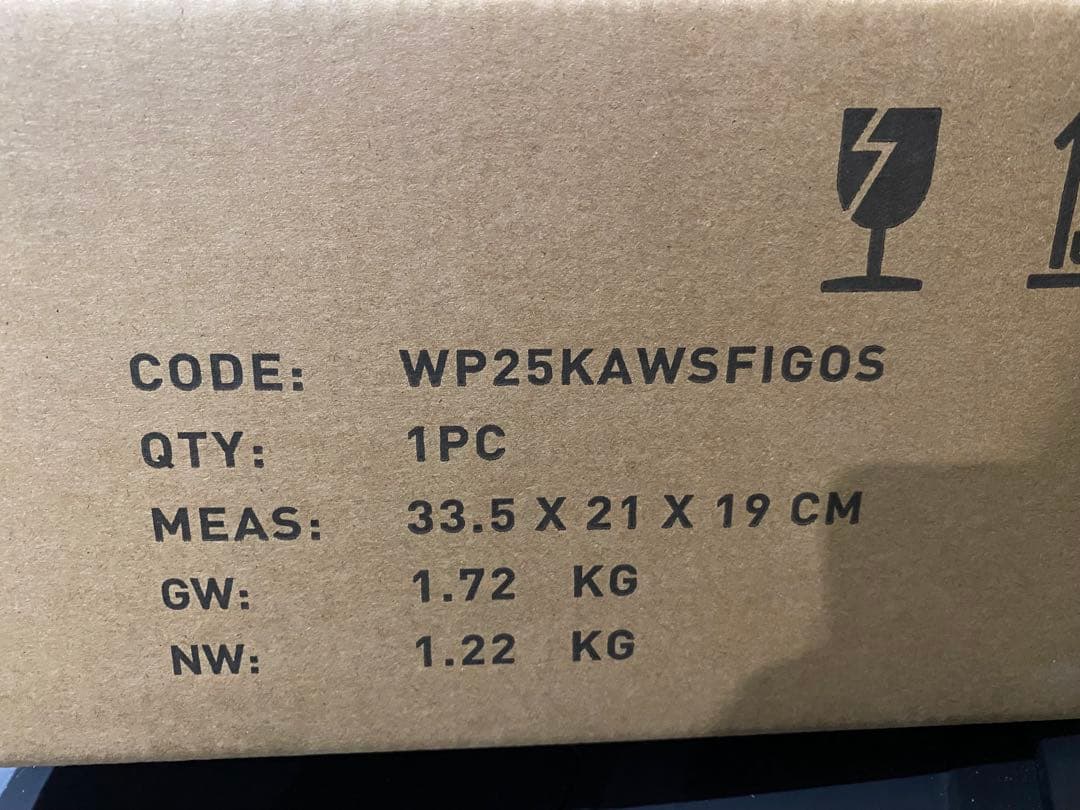 CODE: WP25KAWSFIGOS
QTY: 1PC
MEAS: 33.5 X 21 X 19 CM
GW: 1.72 KG
NW: 1.22 KG